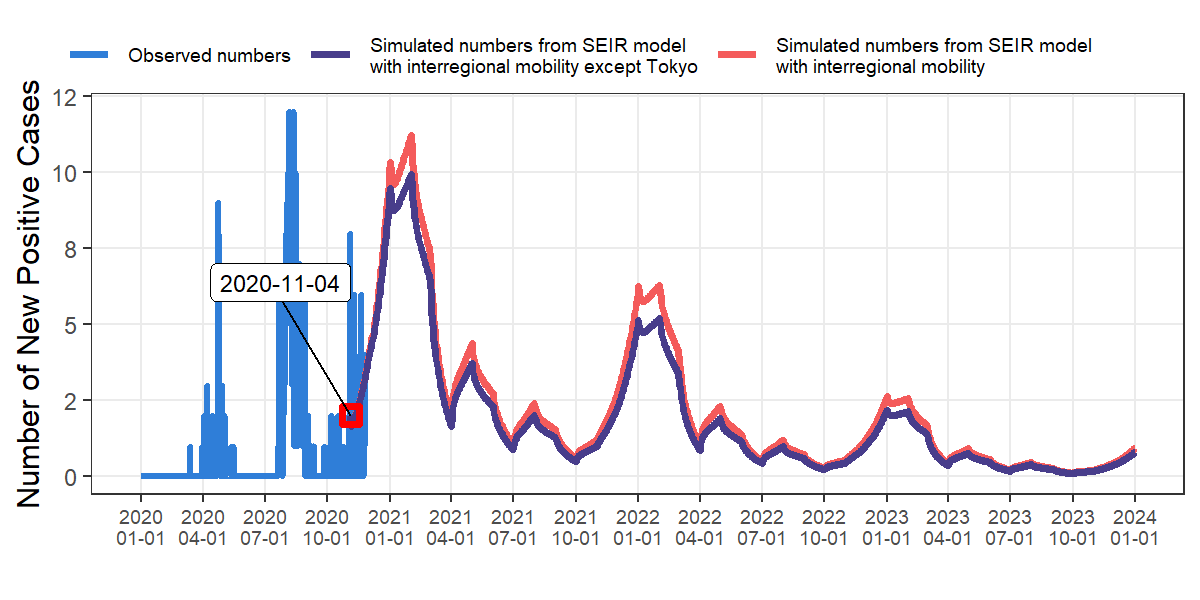 Observed numbers
Simulated numbers from SEIR model
with interregional mobility except Tokyo
Simulated numbers from SEIR model
with interregional mobility
Number of New Positive Cases
12
10
8
5
2
0
2020-11-04
2020 2020 2020 2020 2021 2021 2021 2021 2022 2022 2022 2022 2023 2023 2023 2023 2024
01-01 04-01 07-01 10-01 01-01 04-01 07-01 10-01 01-01 04-01 07-01 10-01 01-01 04-01 07-01 10-01 01-01